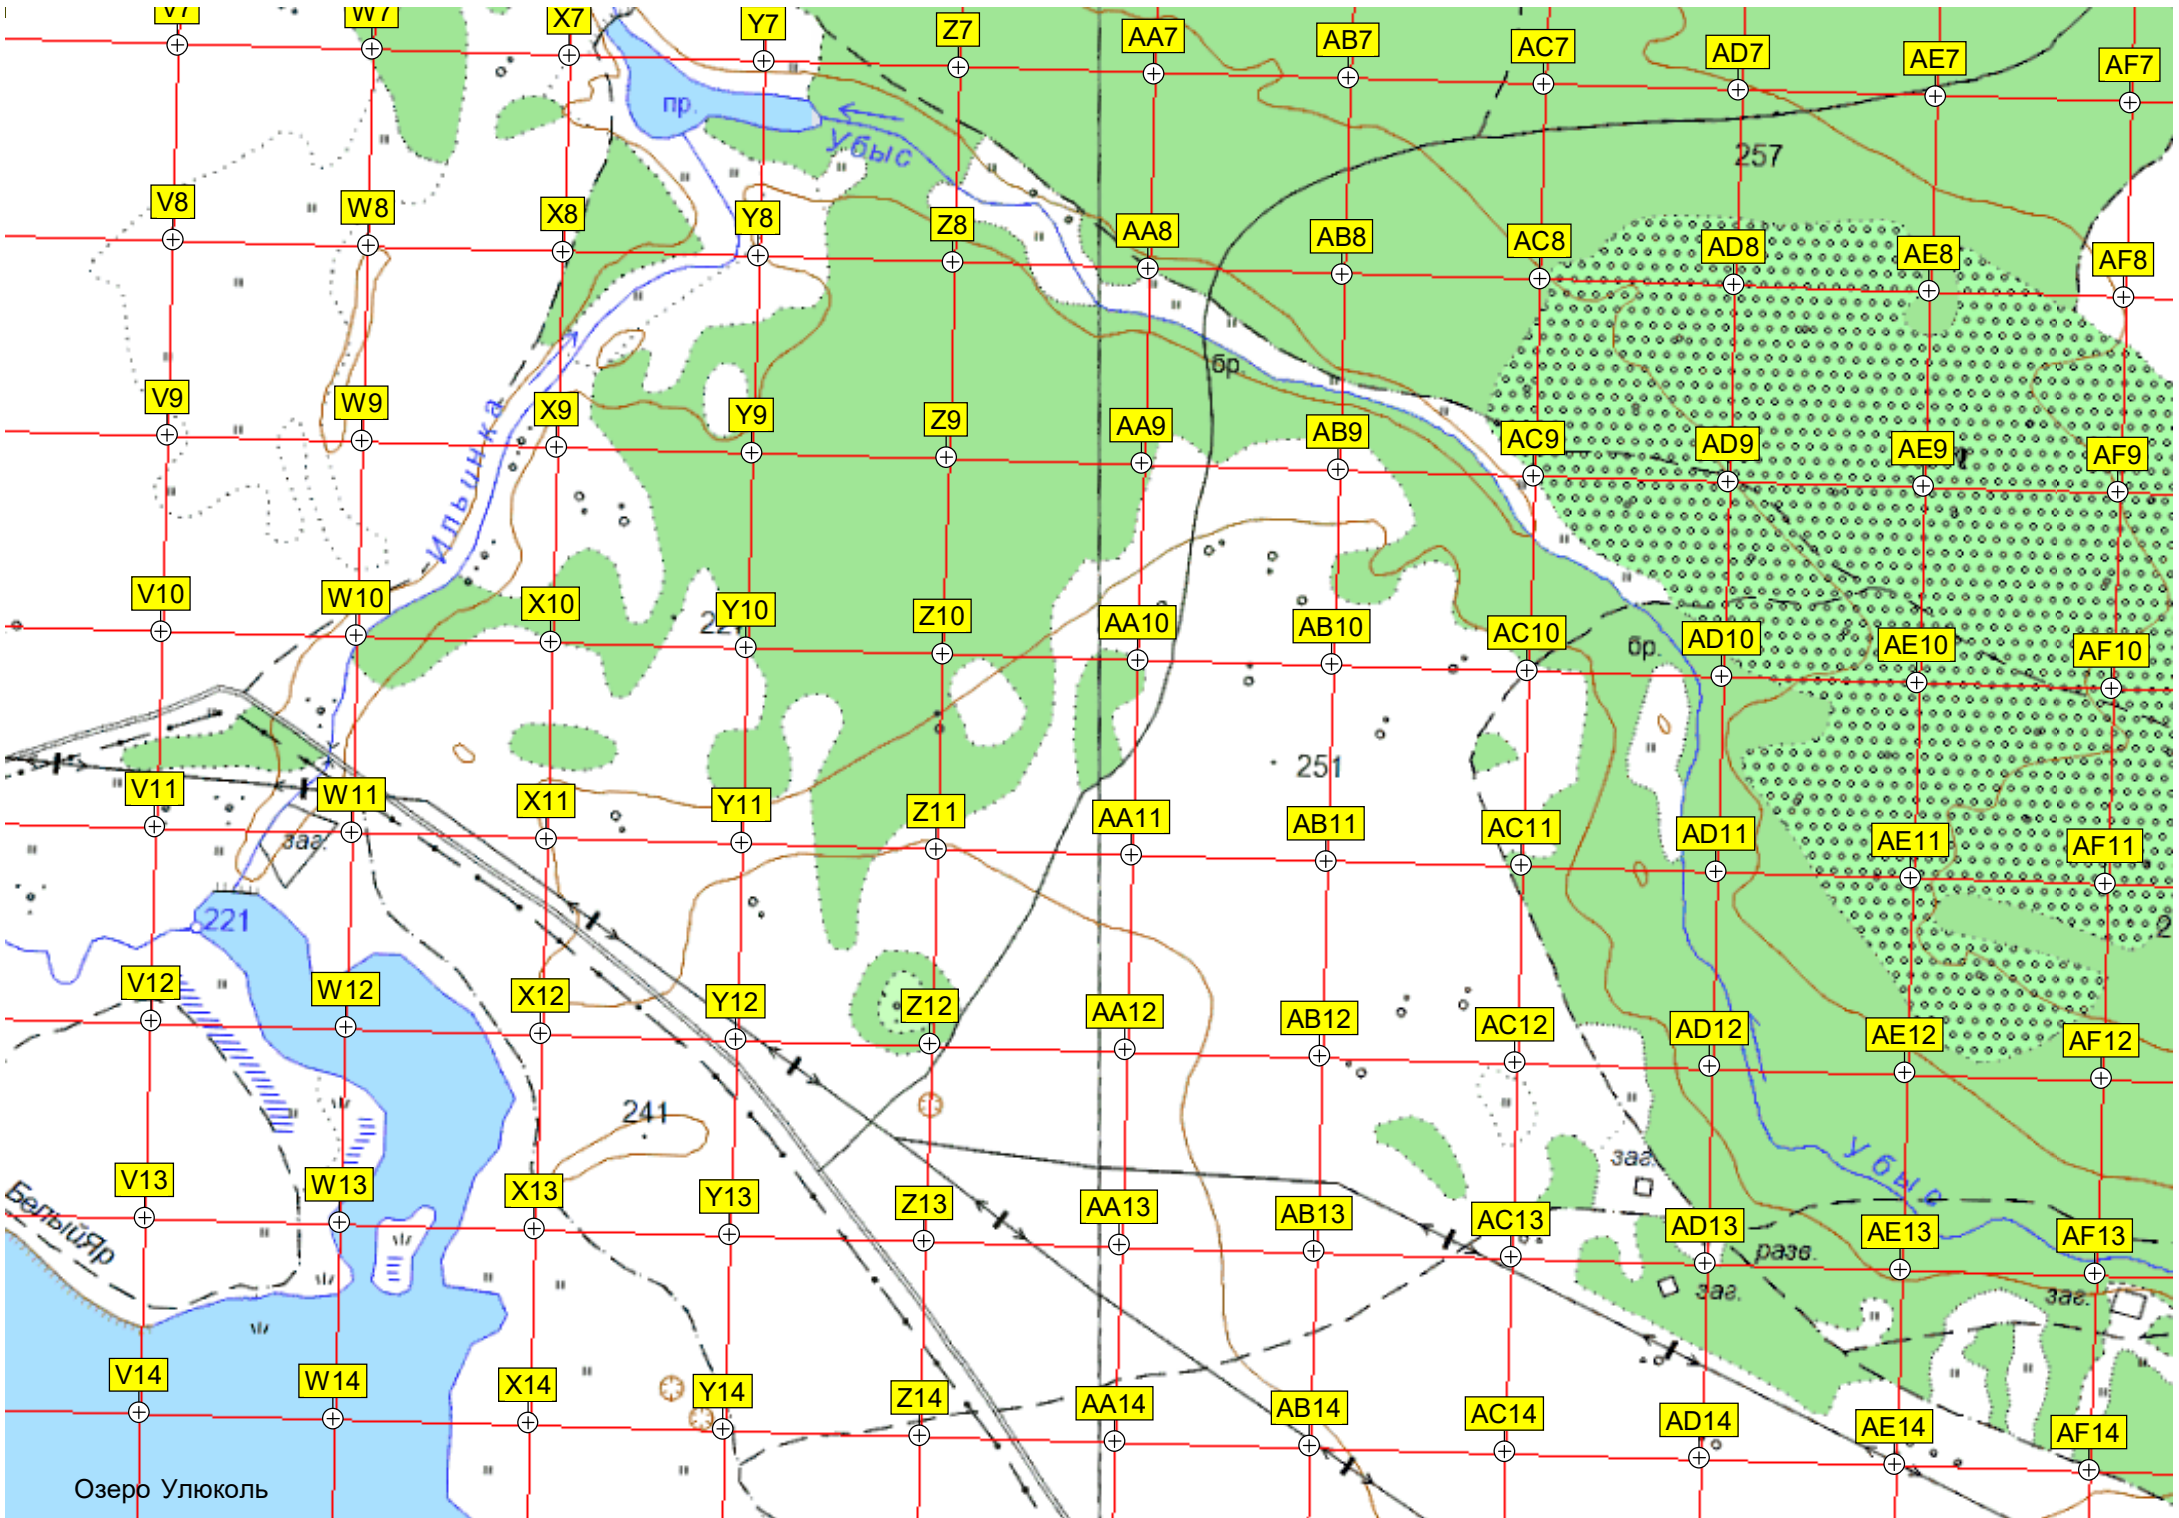 V7 W7 X7 Y7 Z7 AA7 AB7 AC7 AD7 AE7 AF7
пр.
Убыс
257
V8 W8 X8 Y8 Z8 AA8 AB8 AC8 AD8 AE8 AF8
бр.
V9 W9 X9 Y9 Z9 AA9 AB9 AC9 AD9 AE9 AF9
Ильинка
V10 W10 X10 Y10 Z10 AA10 AB10 AC10 AD10 AE10 AF10
бр.
251
V11 W11 X11 Y11 Z11 AA11 AB11 AC11 AD11 AE11 AF11
заг.
221
V12 W12 X12 Y12 Z12 AA12 AB12 AC12 AD12 AE12 AF12
241
заг.
Убыс
V13 W13 X13 Y13 Z13 AA13 AB13 AC13 AD13 AE13 AF13
БелыйЯр
разв.
заг.
заг.
V14 W14 X14 Y14 Z14 AA14 AB14 AC14 AD14 AE14 AF14
Озеро Улюколь